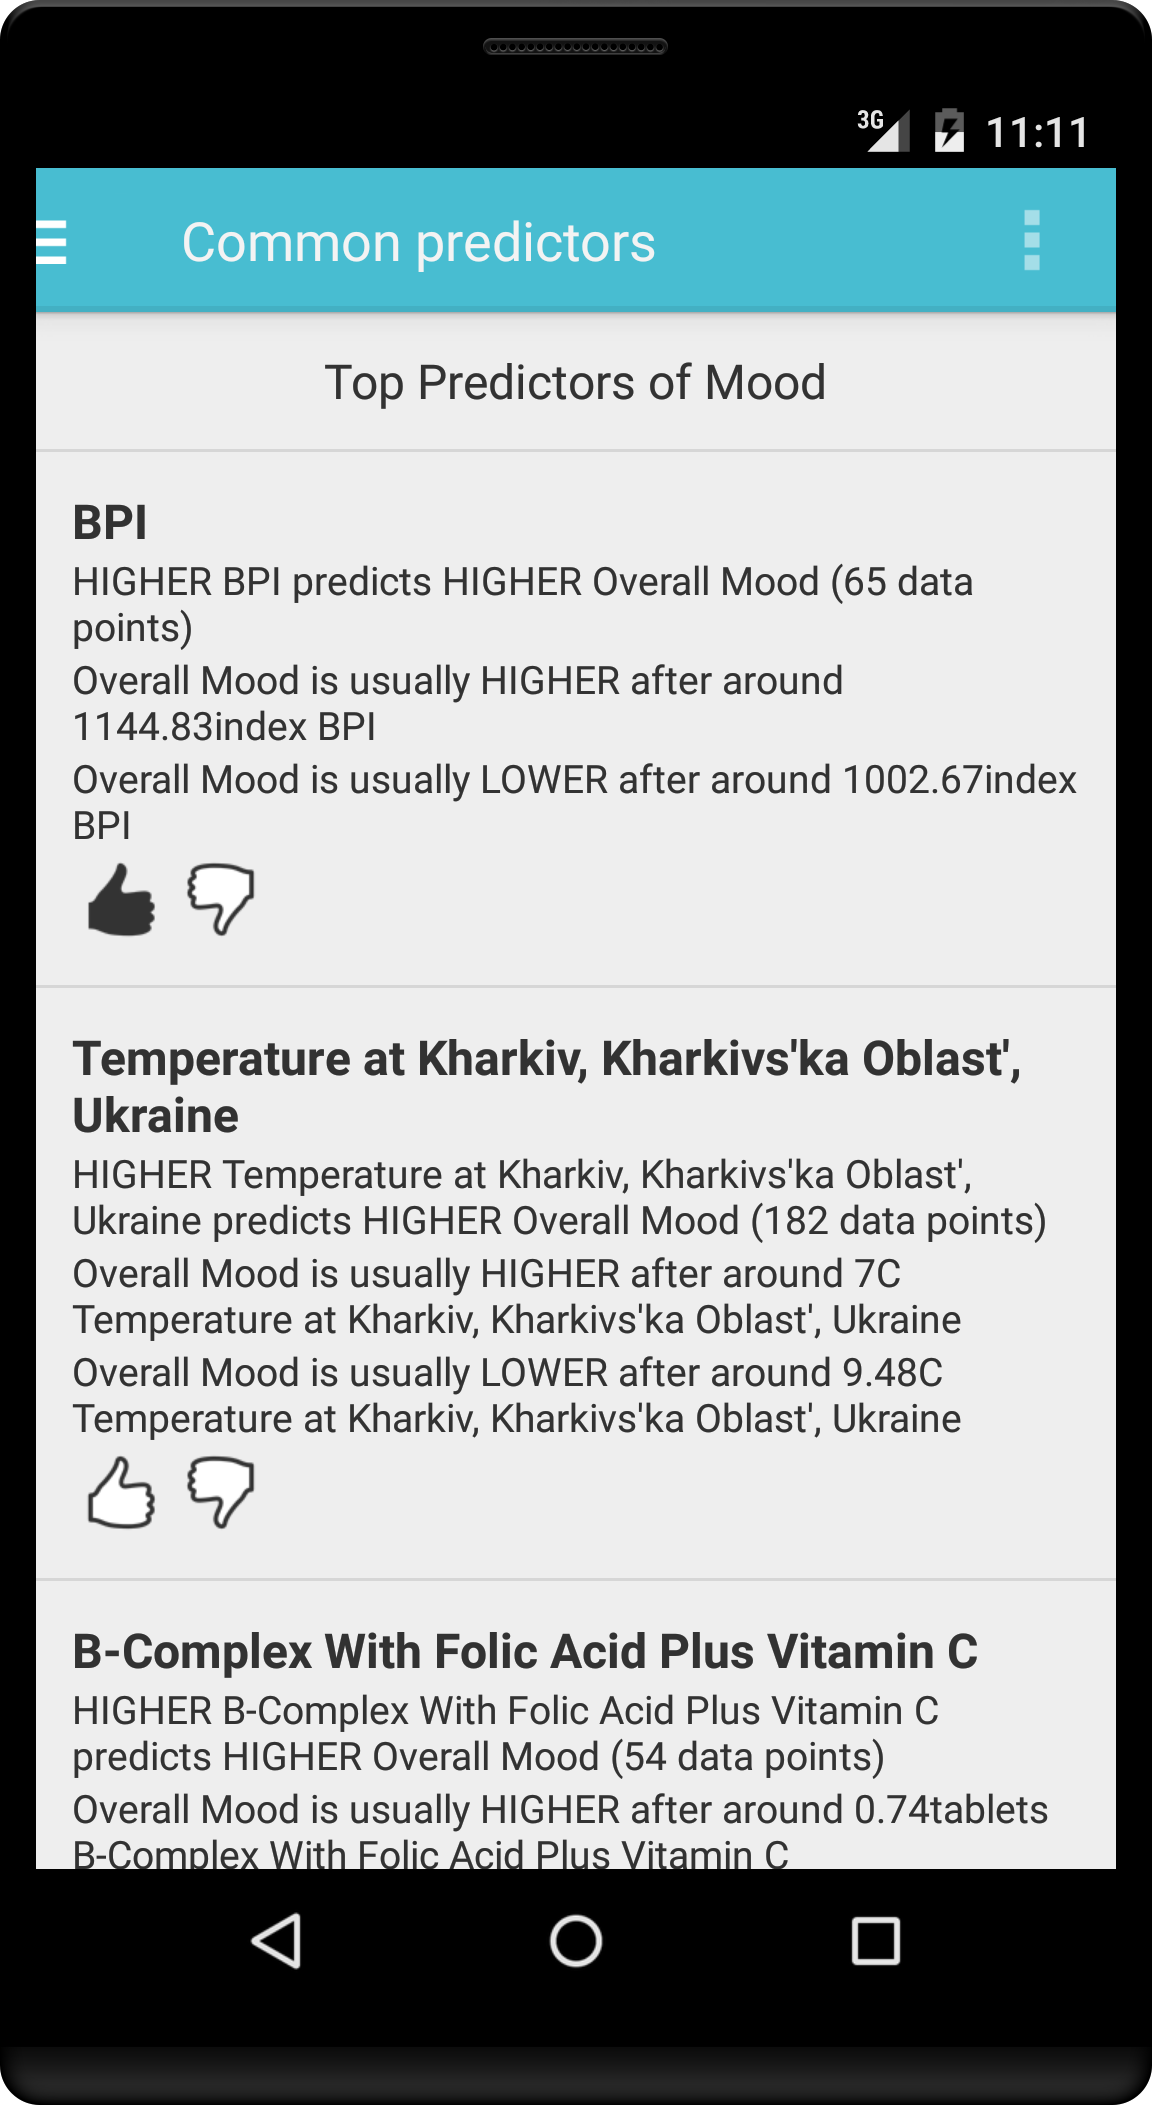 3G 11:11
Common predictors
Top Predictors of Mood
BPI
HIGHER BPI predicts HIGHER Overall Mood (65 data
points)
Overall Mood is usually HIGHER after around
1144.83index BPI
Overall Mood is usually LOWER after around 1002.67index
BPI
Temperature at Kharkiv, Kharkivs'ka Oblast',
Ukraine
HIGHER Temperature at Kharkiv, Kharkivs'ka Oblast',
Ukraine predicts HIGHER Overall Mood (182 data points)
Overall Mood is usually HIGHER after around 7C
Temperature at Kharkiv, Kharkivs'ka Oblast', Ukraine
Overall Mood is usually LOWER after around 9.48C
Temperature at Kharkiv, Kharkivs'ka Oblast', Ukraine
B-Complex With Folic Acid Plus Vitamin C
HIGHER B-Complex With Folic Acid Plus Vitamin C
predicts HIGHER Overall Mood (54 data points)
Overall Mood is usually HIGHER after around 0.74tablets
B-Complex With Folic Acid Plus Vitamin C